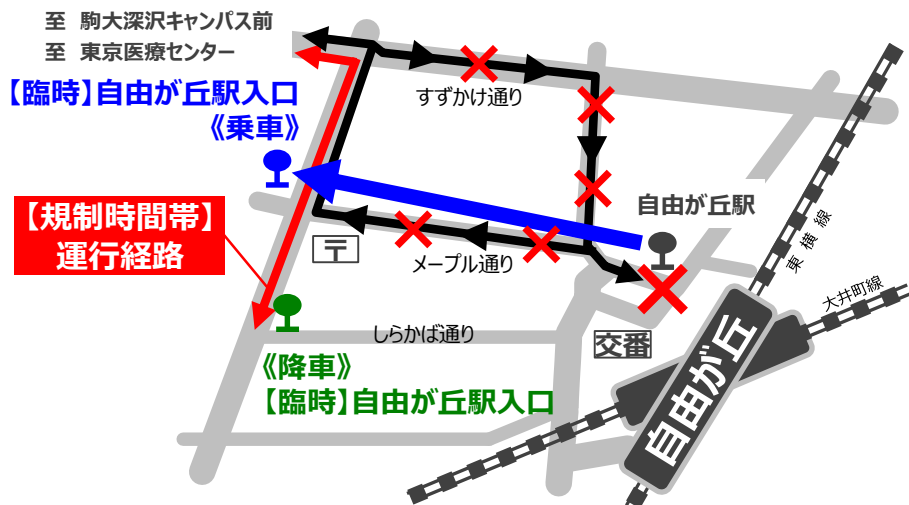 至 駒大深沢キャンパス前
至 東京医療センター
【臨時】自由が丘駅入口
《乗車》
すずかけ通り
【規制時間帯】
運行経路
自由が丘駅
東横線
〒
メープル通り
大井町線
しらかば通り
交番
《降車》
【臨時】自由が丘駅入口
自由が丘